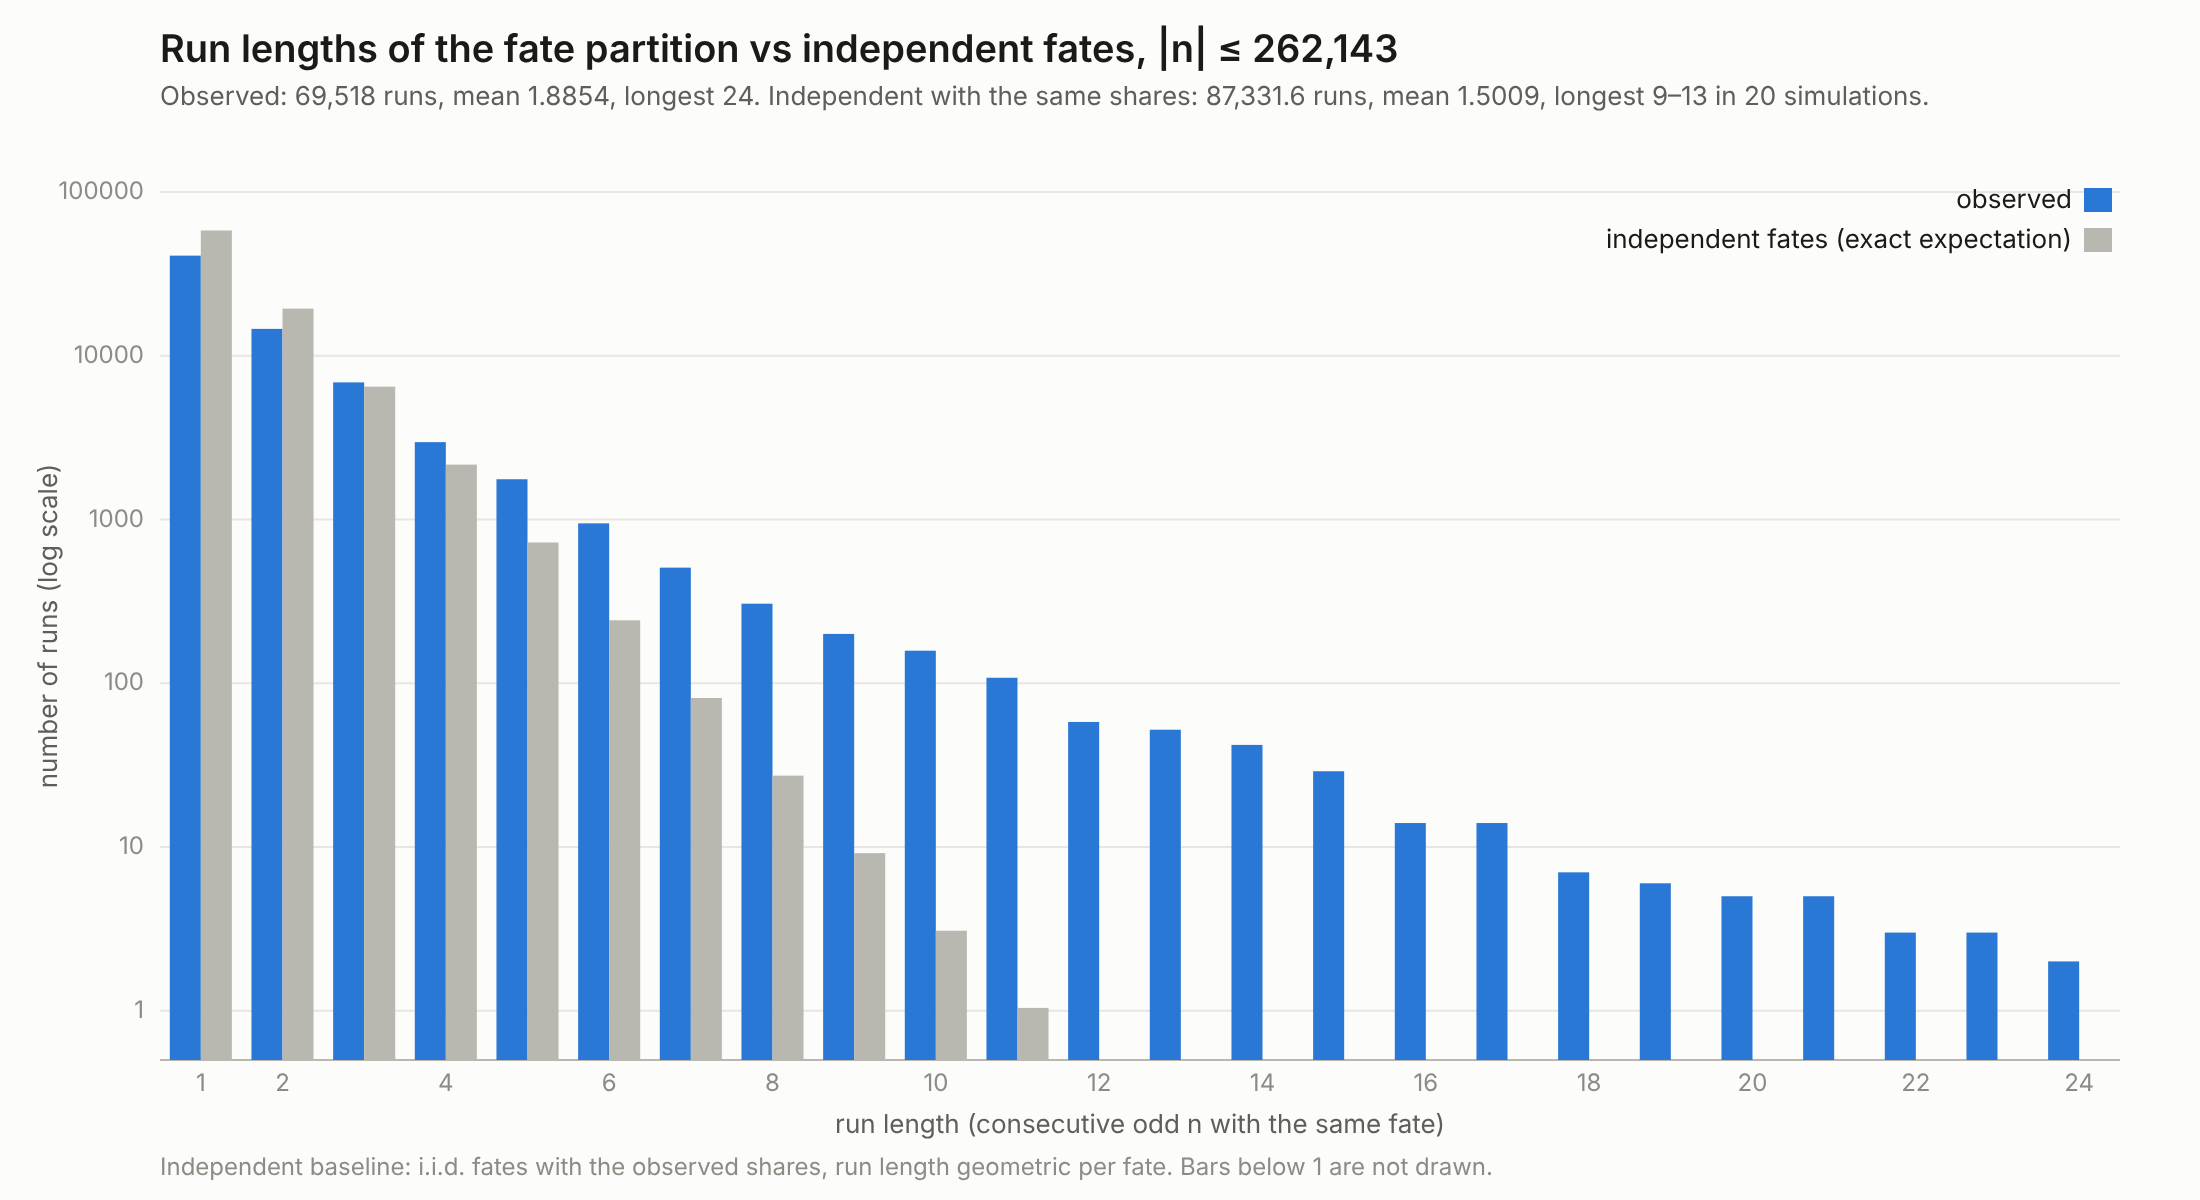 Run lengths of the fate partition vs independent fates, |n| ≤ 262,143
Observed: 69,518 runs, mean 1.8854, longest 24. Independent with the same shares: 87,331.6 runs, mean 1.5009, longest 9–13 in 20 simulations.
observed
independent fates (exact expectation)
number of runs (log scale)
100000
10000
1000
100
10
1
1 2 4 6 8 10 12 14 16 18 20 22 24
run length (consecutive odd n with the same fate)
Independent baseline: i.i.d. fates with the observed shares, run length geometric per fate. Bars below 1 are not drawn.